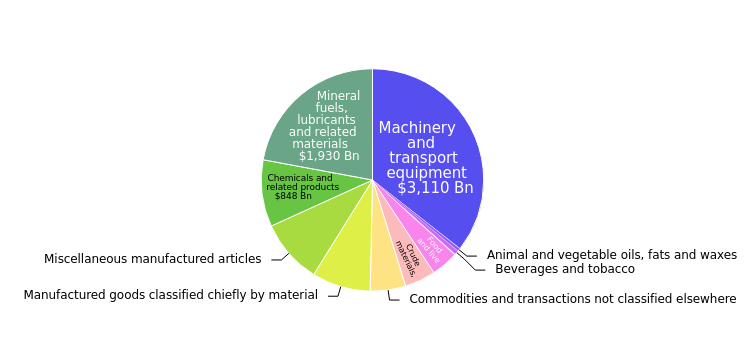 Mineral
fuels,
lubricants
and related
materials
$1,930 Bn
Machinery
and
transport
equipment
$3,110 Bn
Chemicals and
related products
$848 Bn
Food
and live
Crude
materials,
Miscellaneous manufactured articles
Animal and vegetable oils, fats and waxes
Beverages and tobacco
Manufactured goods classified chiefly by material
Commodities and transactions not classified elsewhere